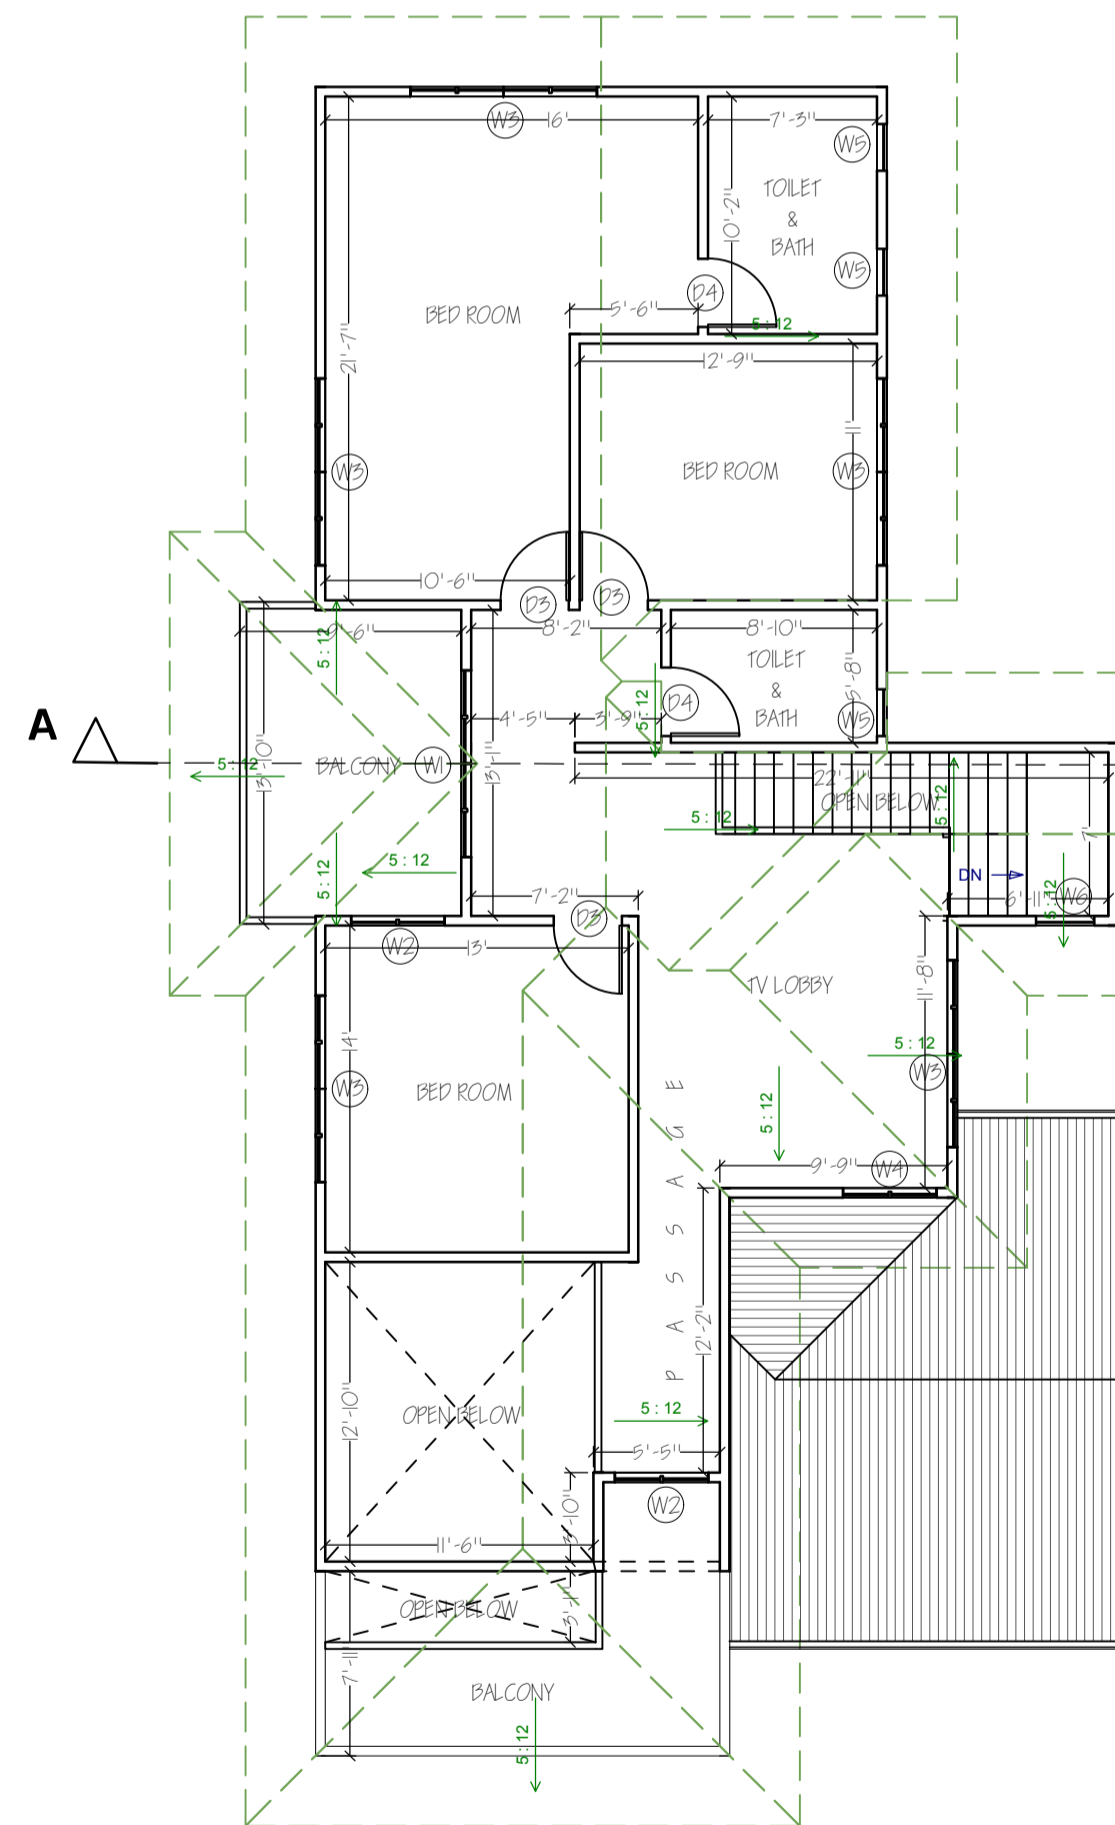 W3
16'
7'-3"
W5
TOILET
&
BATH
10'-2"
W5
D4
5'-6"
BED ROOM
5 : 12
21'-7"
12'-9"
11'
W3
BED ROOM
W3
10'-6"
D3
D3
9'-6"
8'-2"
8'-10"
5 : 12
TOILET
&
BATH
5'-8"
D4
W5
5 : 12
4'-5"
3'-9"
A
13'-10"
5 : 12
BALCONY
W1
13'-1"
22'-11"
OPEN BELOW
5 : 12
5 : 12
7'
5 : 12
5 : 12
DN
6'-11"
W6
5 : 12
7'-2"
D3
W2
13'
TV LOBBY
11'-8"
14'
W3
BED ROOM
5 : 12
W3
5 : 12
PASSAGE
9'-9"
W4
12'-2"
12'-10"
OPEN BELOW
5 : 12
5'-5"
W2
3'-10"
11'-6"
OPEN BELOW
3'-1"
7'-11"
BALCONY
5 : 12